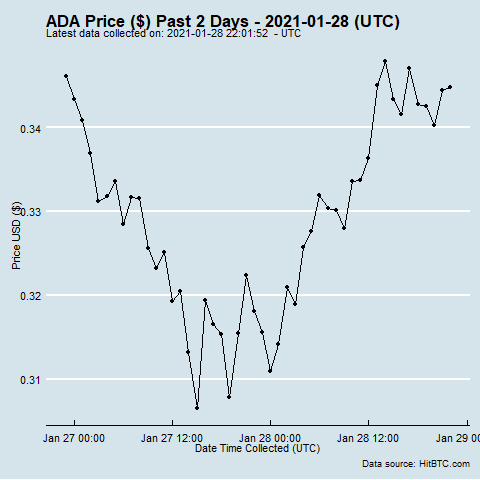 ADA Price ($) Past 2 Days - 2021-01-28 (UTC)
Latest data collected on: 2021-01-28 22:01:52 - UTC
0.34
0.33
0.32
0.31
Price USD ($)
Jan 27 00:00
Jan 27 12:00
Jan 28 00:00
Jan 28 12:00
Jan 29 00
Date Time Collected (UTC)
Data source: HitBTC.com